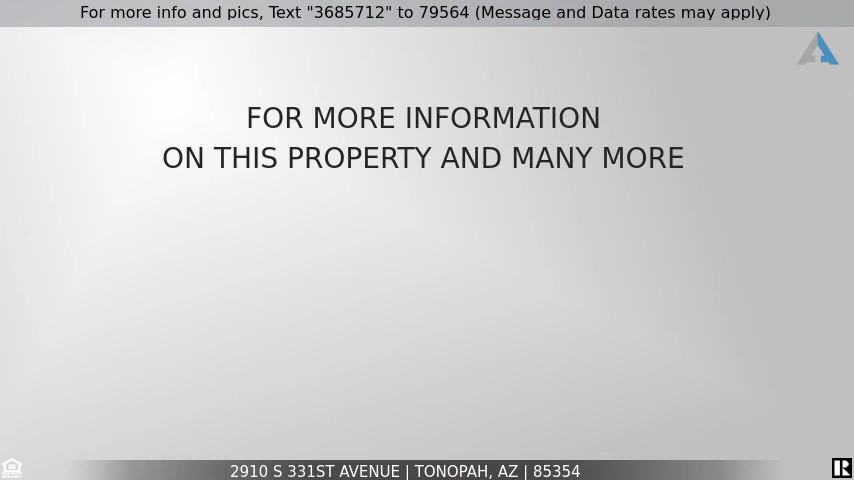 For more info and pics, Text "3685712" to 79564 (Message and Data rates may apply)
FOR MORE INFORMATION
ON THIS PROPERTY AND MANY MORE
2910 S 331ST AVENUE | TONOPAH, AZ | 85354